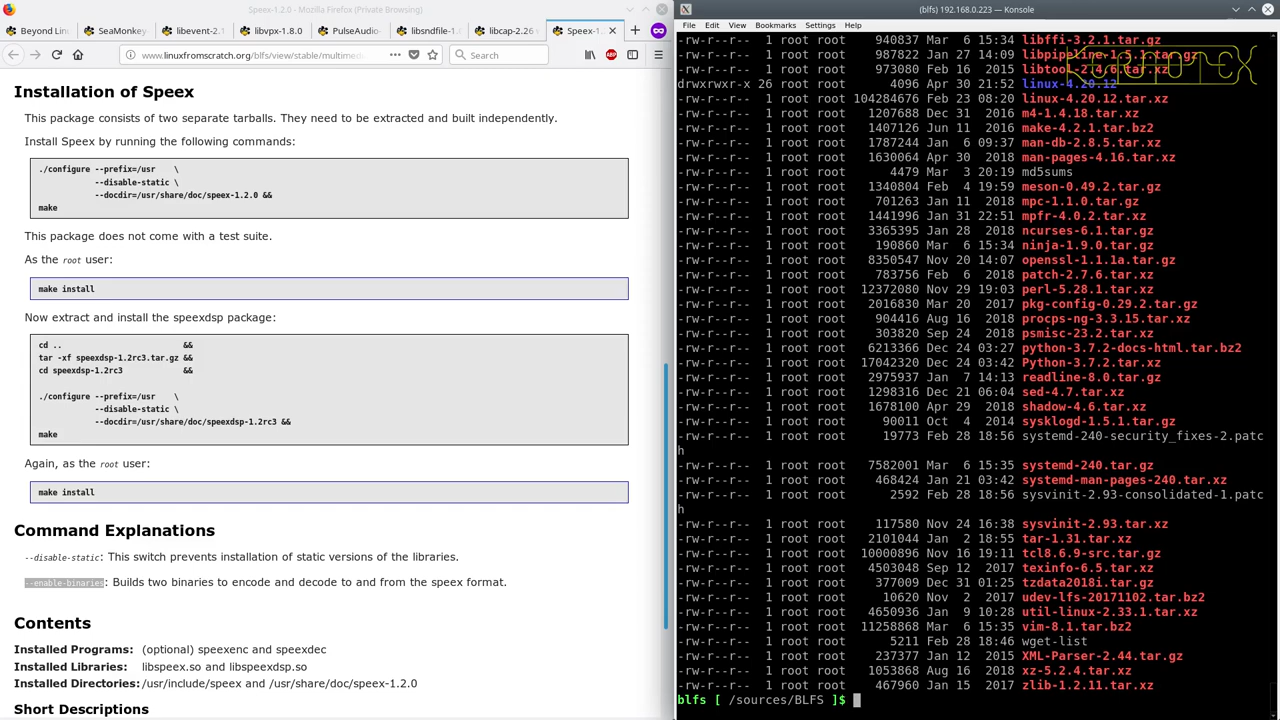 Speex-1.2.0 - Mozilla Firefox (Private Browsing)
Beyond Lin
SeaMonkey
libevent-2.1
libvpx-1.8.0
PulseAudio-
libsndfile-1
libcap-2.26 w
Speex-1.2
www.linuxfromscratch.org/blfs/view/stable/multimed
Search
Installation of Speex
This package consists of two separate tarballs. They need to be extracted and built independently.
Install Speex by running the following commands:
./configure --prefix=/usr \
--disable-static \
--docdir=/usr/share/doc/speex-1.2.0 &&
make
This package does not come with a test suite.
As the root user:
make install
Now extract and install the speexdsp package:
cd .. &&
tar -xf speexdsp-1.2rc3.tar.gz &&
cd speexdsp-1.2rc3 &&
./configure --prefix=/usr \
--disable-static \
--docdir=/usr/share/doc/speexdsp-1.2rc3 &&
make
Again, as the root user:
make install
Command Explanations
--disable-static: This switch prevents installation of static versions of the libraries.
--enable-binaries: Builds two binaries to encode and decode to and from the speex format.
Contents
Installed Programs: (optional) speexenc and speexdec
Installed Libraries: libspeex.so and libspeexdsp.so
Installed Directories: /usr/include/speex and /usr/share/doc/speex-1.2.0
Short Descriptions
(blfs) 192.168.0.223 — Konsole
File Edit View Bookmarks Settings Help
-rw-r--r-- 1 root root 940837 Mar 6 15:34 libffi-3.2.1.tar.gz
-rw-r--r-- 1 root root 987822 Jan 27 14:09 libpipeline-1.5.1.tar.gz
-rw-r--r-- 1 root root 973080 Feb 16 2015 libtool-2.4.6.tar.xz
drwxrwxr-x 26 root root 4096 Apr 30 21:52 linux-4.20.12
-rw-r--r-- 1 root root 104284676 Feb 23 08:20 linux-4.20.12.tar.xz
-rw-r--r-- 1 root root 1207688 Dec 31 2016 m4-1.4.18.tar.xz
-rw-r--r-- 1 root root 1407126 Jun 11 2016 make-4.2.1.tar.bz2
-rw-r--r-- 1 root root 1787244 Jan 1 09:37 man-db-2.8.5.tar.xz
-rw-r--r-- 1 root root 1630064 Apr 30 2018 man-pages-4.16.tar.xz
-rw-r--r-- 1 root root 4479 Mar 3 20:19 md5sums
-rw-r--r-- 1 root root 1340804 Feb 4 19:59 meson-0.49.2.tar.gz
-rw-r--r-- 1 root root 701263 Jan 11 2018 mpc-1.1.0.tar.gz
-rw-r--r-- 1 root root 1441996 Jan 31 22:51 mpfr-4.0.2.tar.xz
-rw-r--r-- 1 root root 3365395 Jan 28 2018 ncurses-6.1.tar.gz
-rw-r--r-- 1 root root 190860 Mar 6 15:34 ninja-1.9.0.tar.gz
-rw-r--r-- 1 root root 8350547 Nov 20 14:07 openssl-1.1.1a.tar.gz
-rw-r--r-- 1 root root 783756 Feb 6 2018 patch-2.7.6.tar.xz
-rw-r--r-- 1 root root 12372080 Nov 29 19:03 perl-5.28.1.tar.xz
-rw-r--r-- 1 root root 2016830 Mar 20 2017 pkg-config-0.29.2.tar.gz
-rw-r--r-- 1 root root 904416 Aug 16 2018 procps-ng-3.3.15.tar.xz
-rw-r--r-- 1 root root 303820 Sep 24 2018 psmisc-23.2.tar.xz
-rw-r--r-- 1 root root 6213366 Dec 24 03:27 python-3.7.2-docs-html.tar.bz2
-rw-r--r-- 1 root root 17042320 Dec 24 03:42 Python-3.7.2.tar.xz
-rw-r--r-- 1 root root 2975937 Jan 7 14:13 readline-8.0.tar.gz
-rw-r--r-- 1 root root 1298316 Dec 21 06:04 sed-4.7.tar.xz
-rw-r--r-- 1 root root 1678100 Apr 29 2018 shadow-4.6.tar.xz
-rw-r--r-- 1 root root 90011 Oct 4 2014 sysklogd-1.5.1.tar.gz
-rw-r--r-- 1 root root 19773 Feb 28 18:56 systemd-240-security_fixes-2.patc
h
-rw-r--r-- 1 root root 7582001 Mar 6 15:35 systemd-240.tar.gz
-rw-r--r-- 1 root root 468424 Jan 21 03:42 systemd-man-pages-240.tar.xz
-rw-r--r-- 1 root root 2592 Feb 28 18:56 sysvinit-2.93-consolidated-1.patc
h
-rw-r--r-- 1 root root 117580 Nov 24 16:38 sysvinit-2.93.tar.xz
-rw-r--r-- 1 root root 2101044 Jan 2 18:55 tar-1.31.tar.xz
-rw-r--r-- 1 root root 10000896 Nov 16 19:11 tcl8.6.9-src.tar.gz
-rw-r--r-- 1 root root 4503048 Sep 12 2017 texinfo-6.5.tar.xz
-rw-r--r-- 1 root root 377009 Dec 31 01:25 tzdata2018i.tar.gz
-rw-r--r-- 1 root root 10620 Nov 2 2017 udev-lfs-20171102.tar.bz2
-rw-r--r-- 1 root root 4650936 Jan 9 10:28 util-linux-2.33.1.tar.xz
-rw-r--r-- 1 root root 11258868 Mar 6 15:35 vim-8.1.tar.bz2
-rw-r--r-- 1 root root 5211 Feb 28 18:46 wget-list
-rw-r--r-- 1 root root 237377 Jan 12 2015 XML-Parser-2.44.tar.gz
-rw-r--r-- 1 root root 1053868 Aug 16 2018 xz-5.2.4.tar.xz
-rw-r--r-- 1 root root 467960 Jan 15 2017 zlib-1.2.11.tar.xz
blfs [ /sources/BLFS ]$